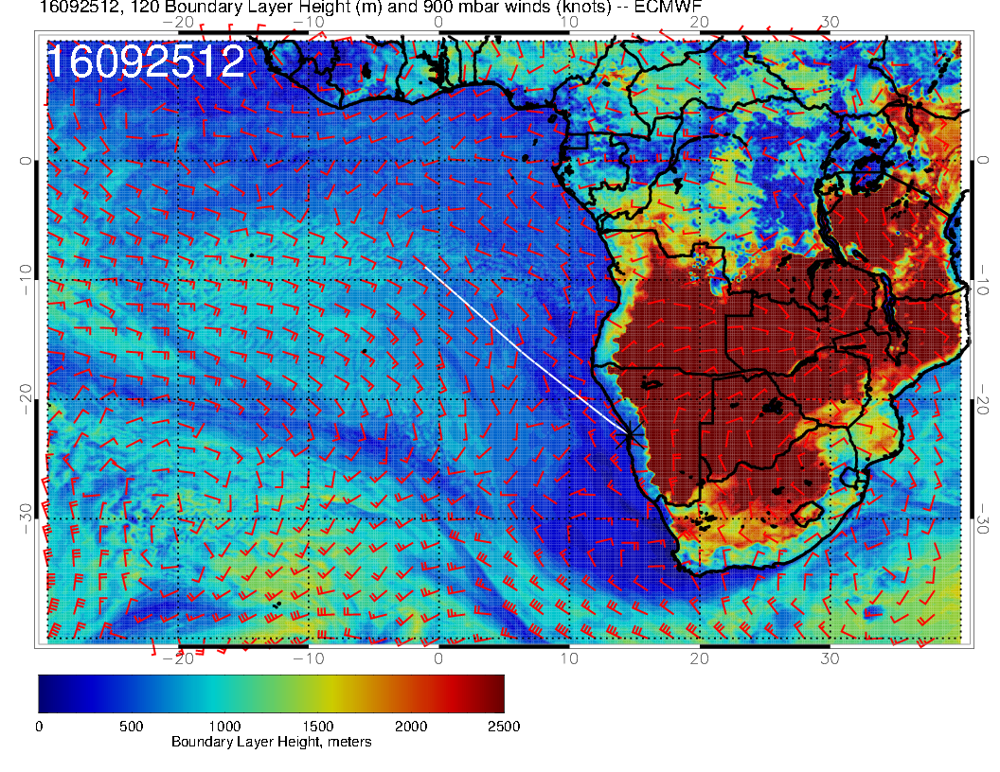 16092512, 120 Boundary Layer Height (m) and 900 mbar winds (knots) -- ECMWF
−20 −10 0 10 20 30
16092512
0 0
−10 −10
−20 −20
−30 −30
−20 −10 0 10 20 30
0 500 1000 1500 2000 2500
Boundary Layer Height, meters